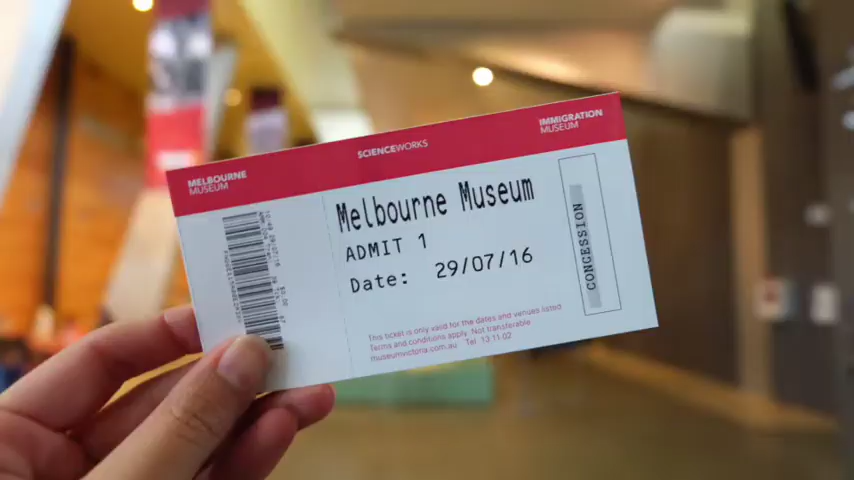 MELBOURNE
MUSEUM
SCIENCEWORKS
IMMIGRATION
MUSEUM
Melbourne Museum
ADMIT 1
Date: 29/07/16
CONCESSION
This ticket is only valid for the dates and venues listed
Terms and conditions apply. Not transferable
museumvictoria.com.au Tel 13 11 02